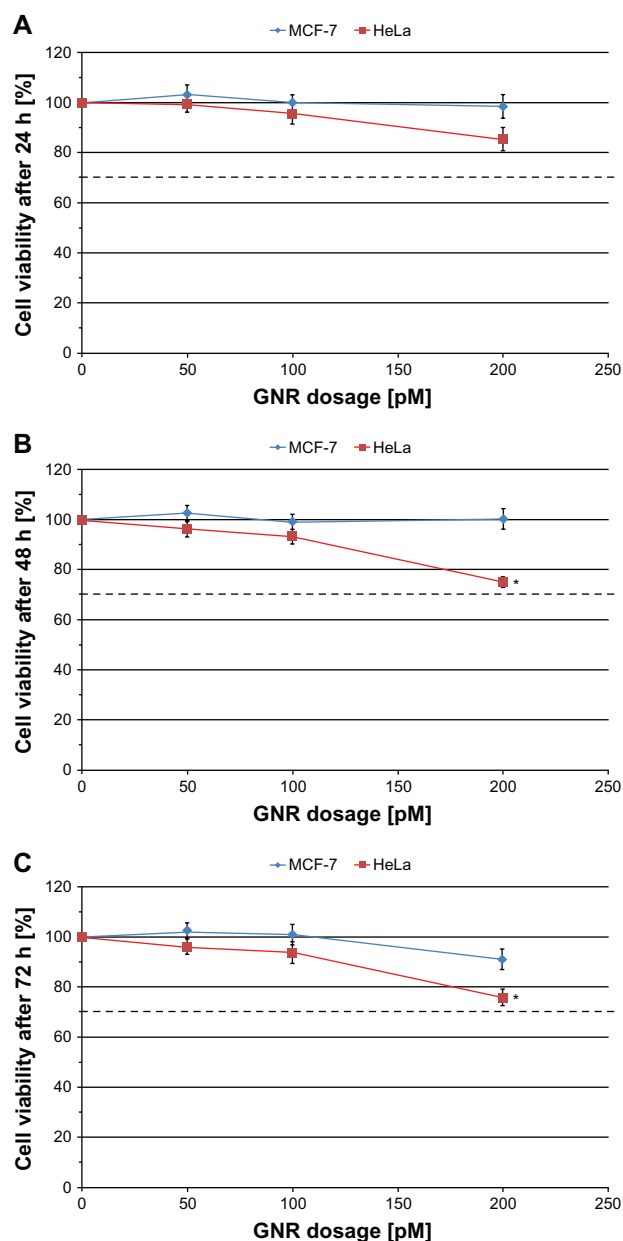 A
MCF-7 HeLa
Cell viability after 24 h [%]
120
100
80
60
40
20
0
0 50 100 150 200 250
GNR dosage [pM]
B
MCF-7 HeLa
Cell viability after 48 h [%]
120
100
80
60
40
20
0
*
0 50 100 150 200 250
GNR dosage [pM]
C
MCF-7 HeLa
Cell viability after 72 h [%]
120
100
80
60
40
20
0
*
0 50 100 150 200 250
GNR dosage [pM]